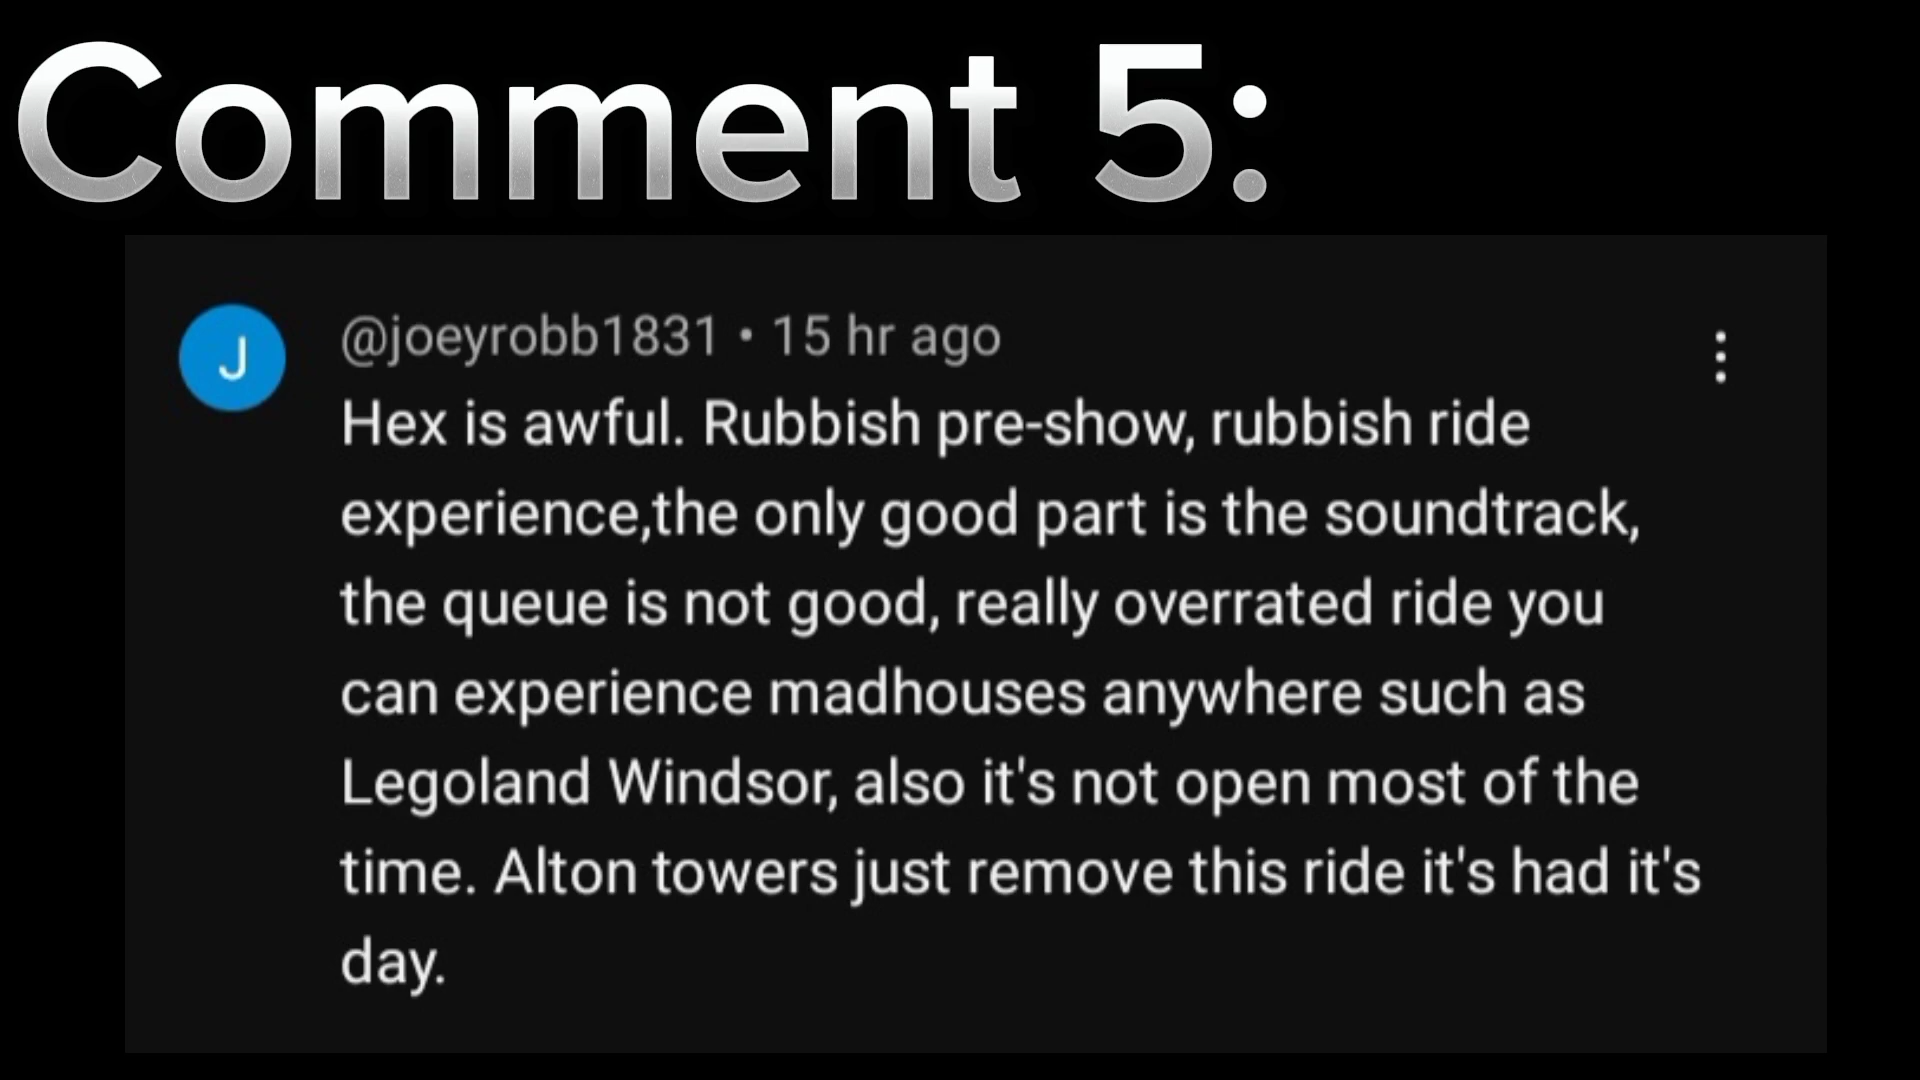 Comment 5:
J
@joeyrobb1831 • 15 hr ago
Hex is awful. Rubbish pre-show, rubbish ride
experience,the only good part is the soundtrack,
the queue is not good, really overrated ride you
can experience madhouses anywhere such as
Legoland Windsor, also it's not open most of the
time. Alton towers just remove this ride it's had it's
day.